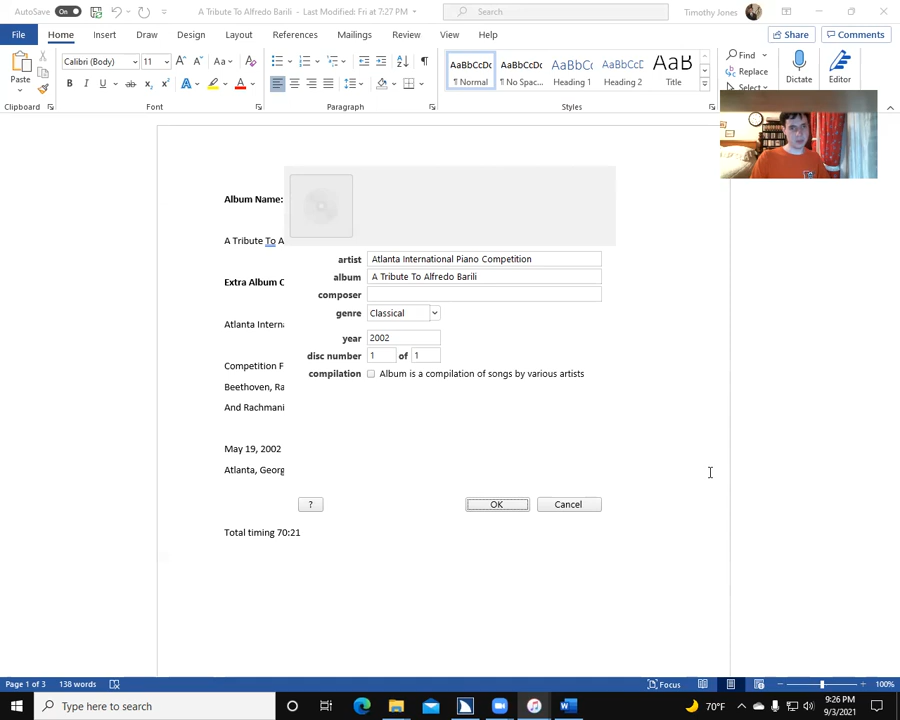 AutoSave On A Tribute To Alfredo Barili - Last Modified: Fri at 7:27 PM Search Timothy Jones
File Home Insert Draw Design Layout References Mailings Review View Help Share Comments
Paste Calibri (Body) 11 Aa AaBbCcDc ¶ Normal AaBbCcDc ¶ No Spac... AaBbCc Heading 1 AaBbCcD Heading 2 AaB Title Find Replace Select Dictate Editor
Clipboard Font Paragraph Styles
Album Name:
artist Atlanta International Piano Competition
A Tribute To A
album A Tribute To Alfredo Barili
Extra Album C
composer
genre Classical
Atlanta Intern
year 2002
disc number 1 of 1
Competition F
compilation Album is a compilation of songs by various artists
Beethoven, Ra
And Rachmani
May 19, 2002
Atlanta, Georg
? OK Cancel
Total timing 70:21
Page 1 of 3 138 words Focus 100%
Type here to search 70°F 9:26 PM
9/3/2021